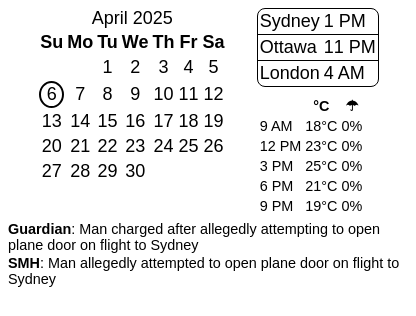 April 2025
Su Mo Tu We Th Fr Sa
1 2 3 4 5
6 7 8 9 10 11 12
13 14 15 16 17 18 19
20 21 22 23 24 25 26
27 28 29 30
Sydney 1 PM
Ottawa 11 PM
London 4 AM
°C ☂
9 AM 18°C 0%
12 PM 23°C 0%
3 PM 25°C 0%
6 PM 21°C 0%
9 PM 19°C 0%
Guardian: Man charged after allegedly attempting to open
plane door on flight to Sydney
SMH: Man allegedly attempted to open plane door on flight to
Sydney